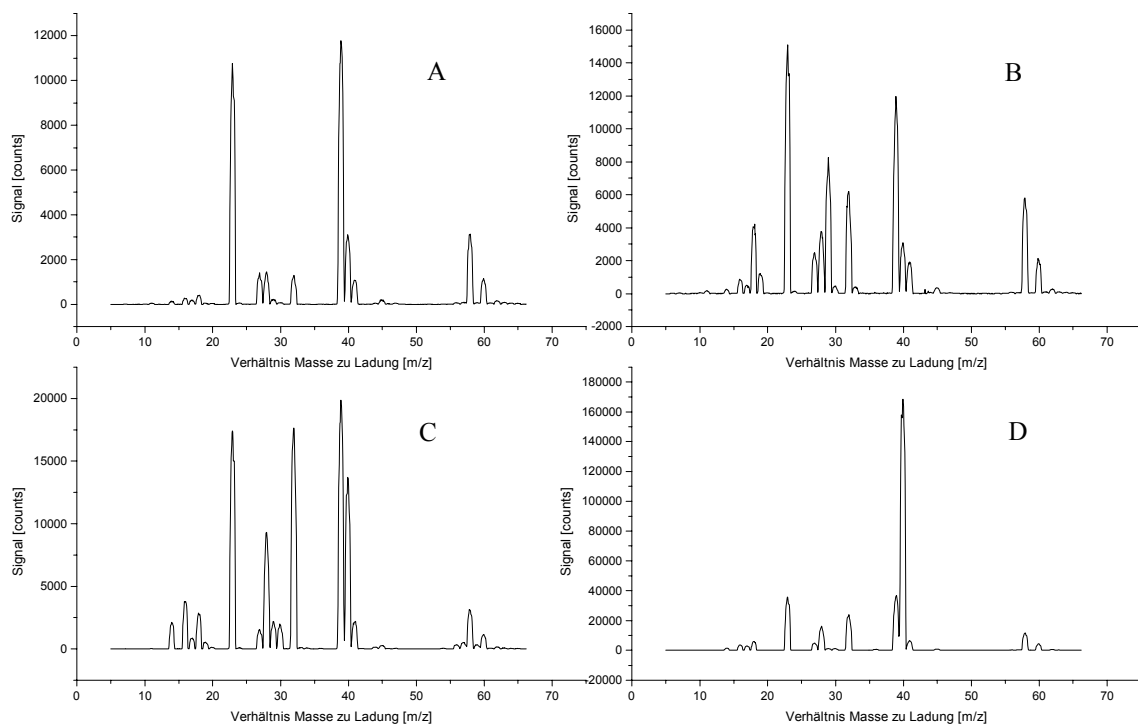 A
12000
10000
8000
6000
4000
2000
0
Signal [counts]
0 10 20 30 40 50 60 70
Verhältnis Masse zu Ladung [m/z]
B
16000
14000
12000
10000
8000
6000
4000
2000
0
-2000
Signal [counts]
0 10 20 30 40 50 60 70
Verhältnis Masse zu Ladung [m/z]
C
20000
15000
10000
5000
0
Signal [counts]
0 10 20 30 40 50 60 70
Verhältnis Masse zu Ladung [m/z]
D
180000
160000
140000
120000
100000
80000
60000
40000
20000
0
-20000
Signal [counts]
0 10 20 30 40 50 60 70
Verhältnis Masse zu Ladung [m/z]